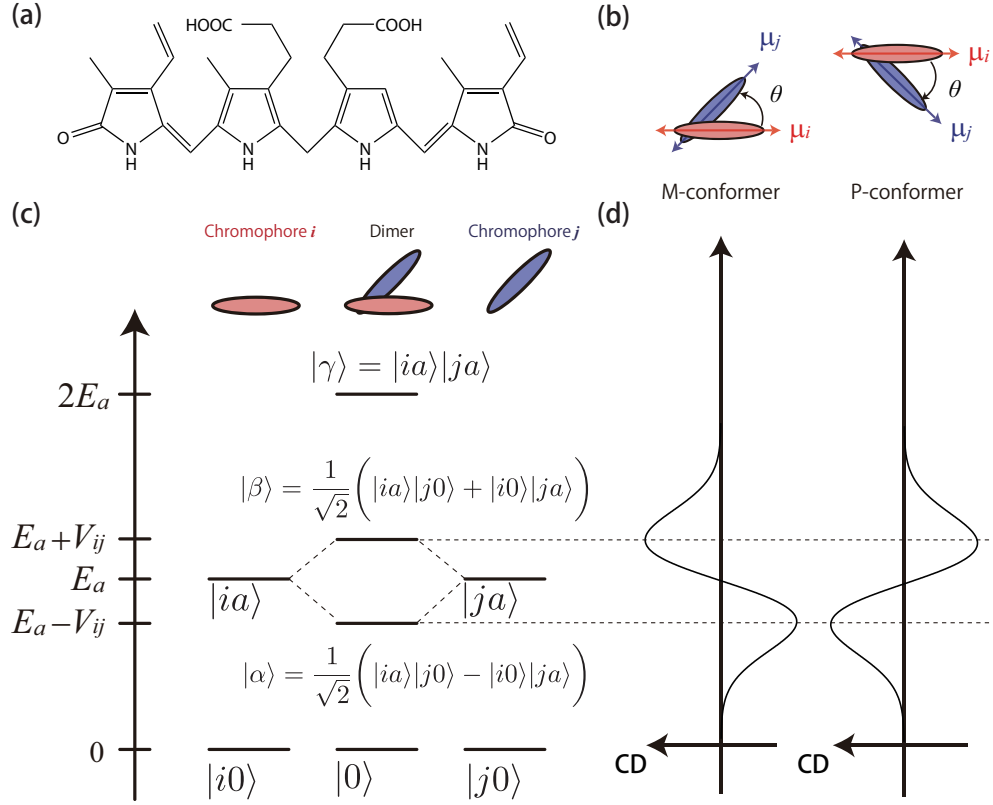 (a)
HOOC
COOH
O
N
H
N
H
N
H
N
H
O
(b)
μj
θ
μi
M-conformer
μi
θ
μj
P-conformer
(c)
Chromophore i
Dimer
Chromophore j
|γ⟩ = |ia⟩|ja⟩
2Ea
|β⟩ = 1/√2 (|ia⟩|j0⟩ + |i0⟩|ja⟩)
Ea+Vij
Ea
|ia⟩
|ja⟩
Ea−Vij
|α⟩ = 1/√2 (|ia⟩|j0⟩ − |i0⟩|ja⟩)
0
|i0⟩
|0⟩
|j0⟩
(d)
CD
CD